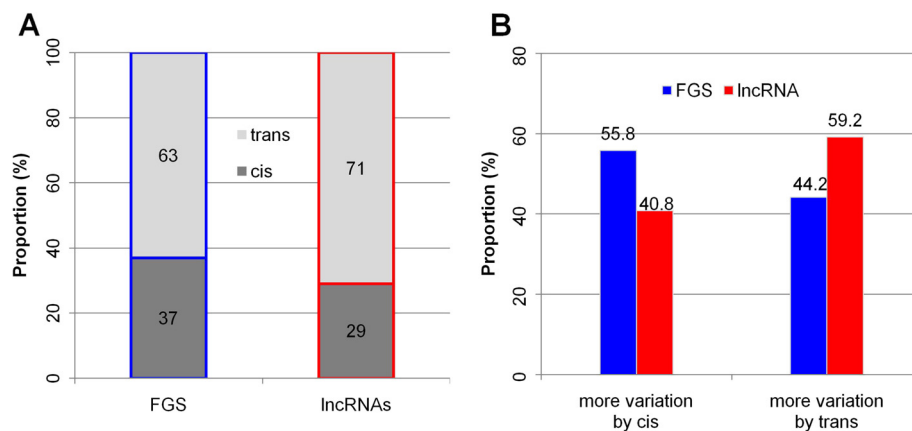 A
Proportion (%)
100
80
60
40
20
0
63
37
71
29
trans
cis
FGS
lncRNAs
B
Proportion (%)
80
60
40
20
0
FGS
lncRNA
55.8
40.8
44.2
59.2
more variation
by cis
more variation
by trans